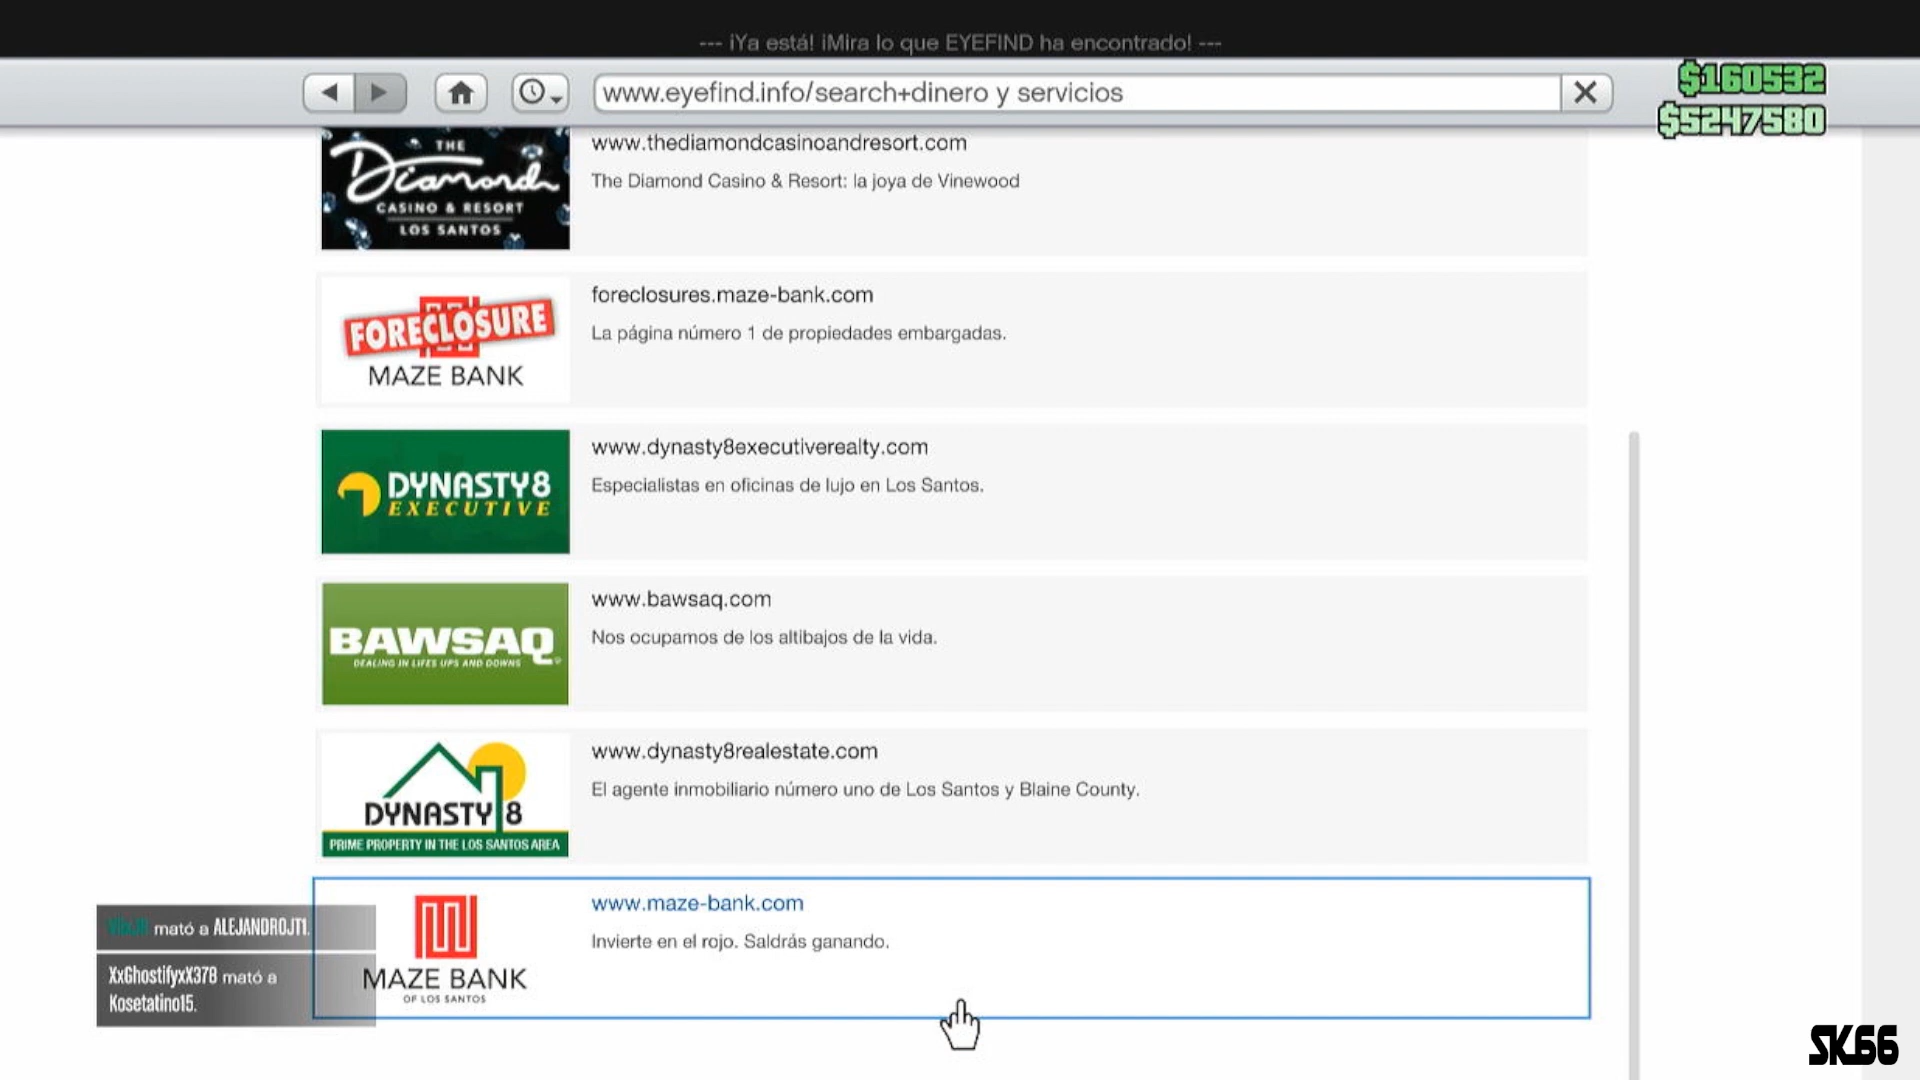 --- ¡Ya está! ¡Mira lo que EYEFIND ha encontrado! ---
www.eyefind.info/search+dinero y servicios
$160532
$5247580
THE
Diamond
CASINO & RESORT
LOS SANTOS
www.thediamondcasinoandresort.com
The Diamond Casino & Resort: la joya de Vinewood
FORECLOSURE
MAZE BANK
foreclosures.maze-bank.com
La página número 1 de propiedades embargadas.
DYNASTY8
EXECUTIVE
www.dynasty8executiverealty.com
Especialistas en oficinas de lujo en Los Santos.
BAWSAQ
DEALING IN LIFES UPS AND DOWNS
www.bawsaq.com
Nos ocupamos de los altibajos de la vida.
DYNASTY 8
PRIME PROPERTY IN THE LOS SANTOS AREA
www.dynasty8realestate.com
El agente inmobiliario número uno de Los Santos y Blaine County.
MAZE BANK
OF LOS SANTOS
www.maze-bank.com
Invierte en el rojo. Saldrás ganando.
mató a ALEJANDROJT1.
XxGhostifyxX378 mató a
Kosetatino15.
SK66